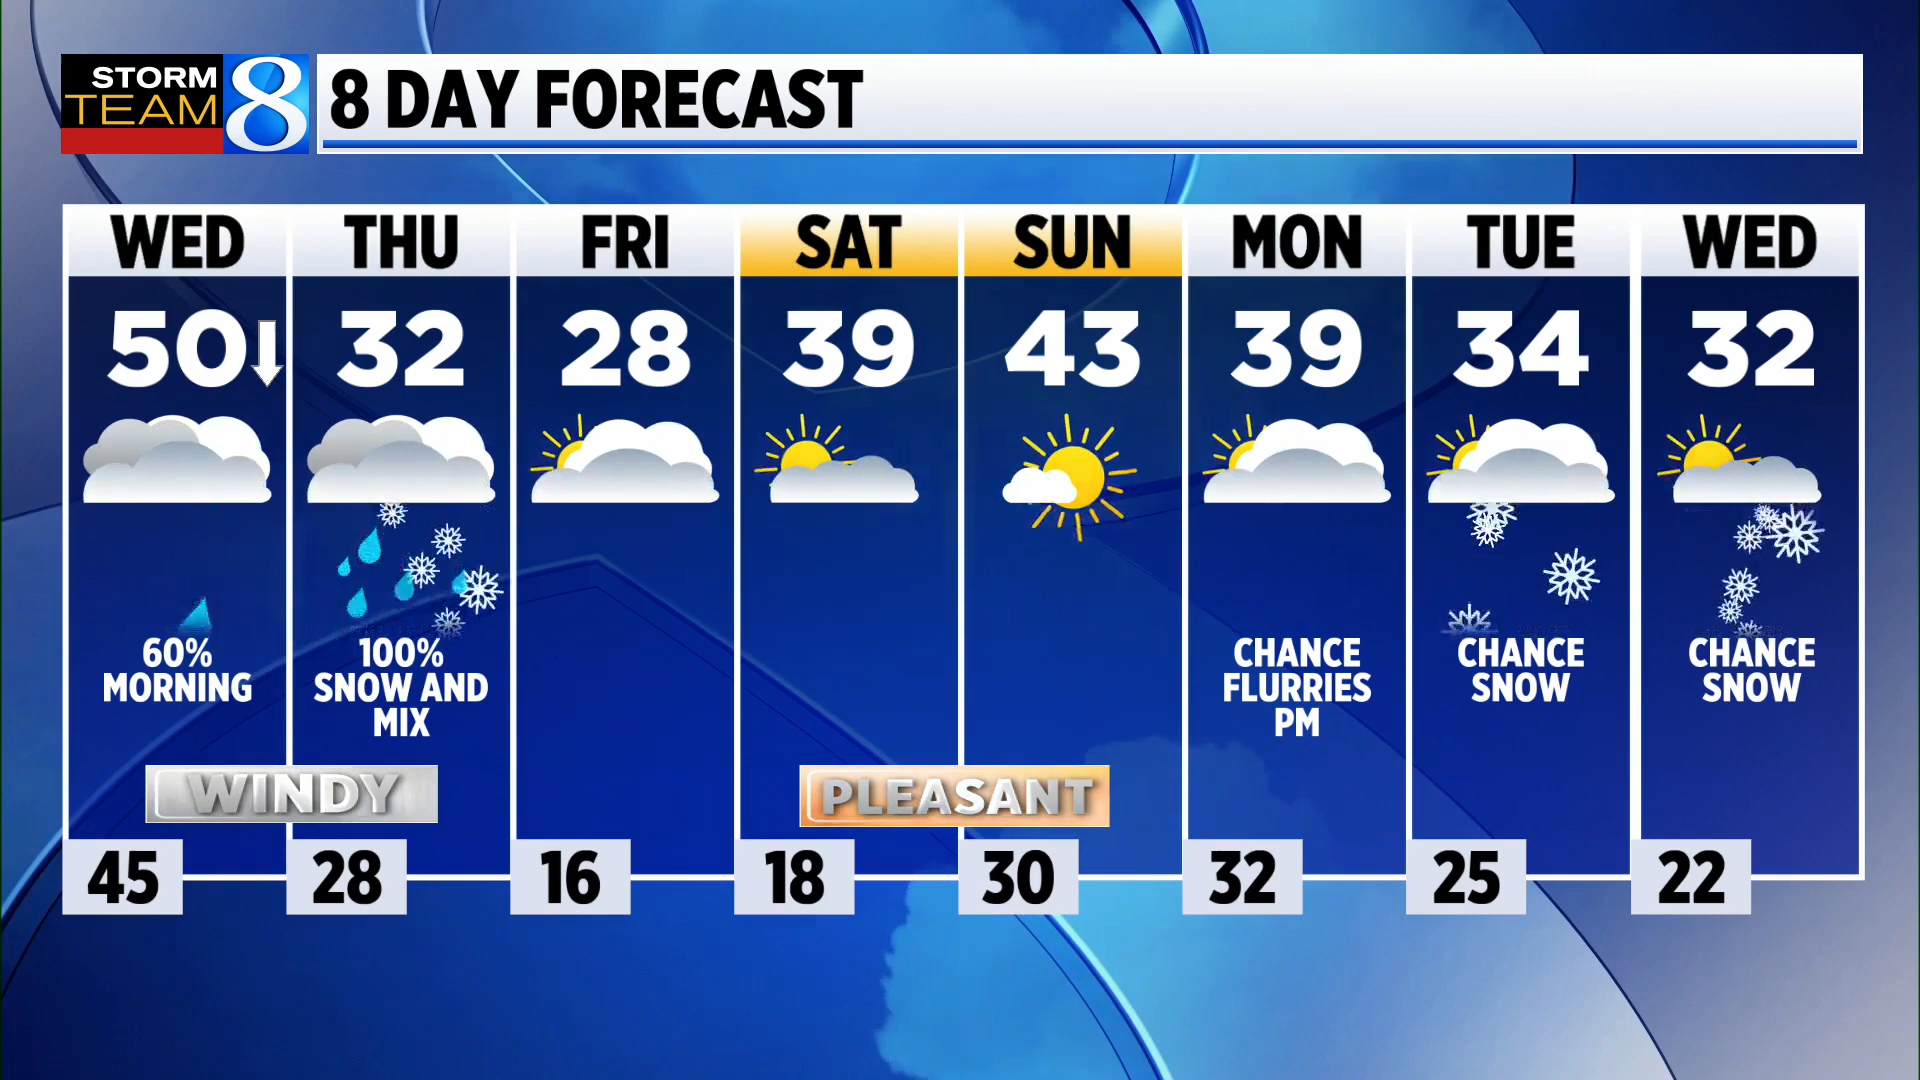 STORM
TEAM
8
8 DAY FORECAST
WED
50
60%
MORNING
THU
32
100%
SNOW AND
MIX
WINDY
FRI
28
SAT
39
SUN
43
PLEASANT
MON
39
CHANCE
FLURRIES
PM
TUE
34
CHANCE
SNOW
WED
32
CHANCE
SNOW
45
28
16
18
30
32
25
22